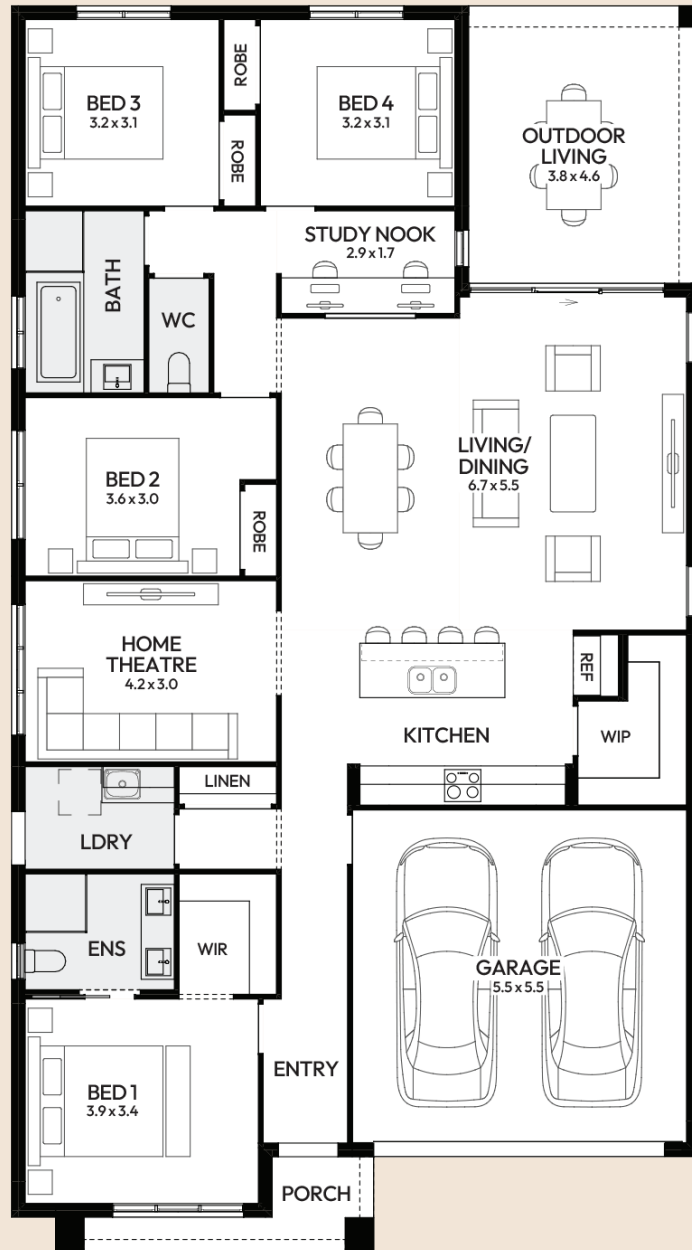 BED 3
3.2 x 3.1
ROBE
ROBE
BED 4
3.2 x 3.1
OUTDOOR
LIVING
3.8 x 4.6
STUDY NOOK
2.9 x 1.7
BATH
WC
BED 2
3.6 x 3.0
ROBE
LIVING/
DINING
6.7 x 5.5
HOME
THEATRE
4.2 x 3.0
REF
KITCHEN
WIP
LINEN
LDRY
ENS
WIR
GARAGE
5.5 x 5.5
ENTRY
BED 1
3.9 x 3.4
PORCH